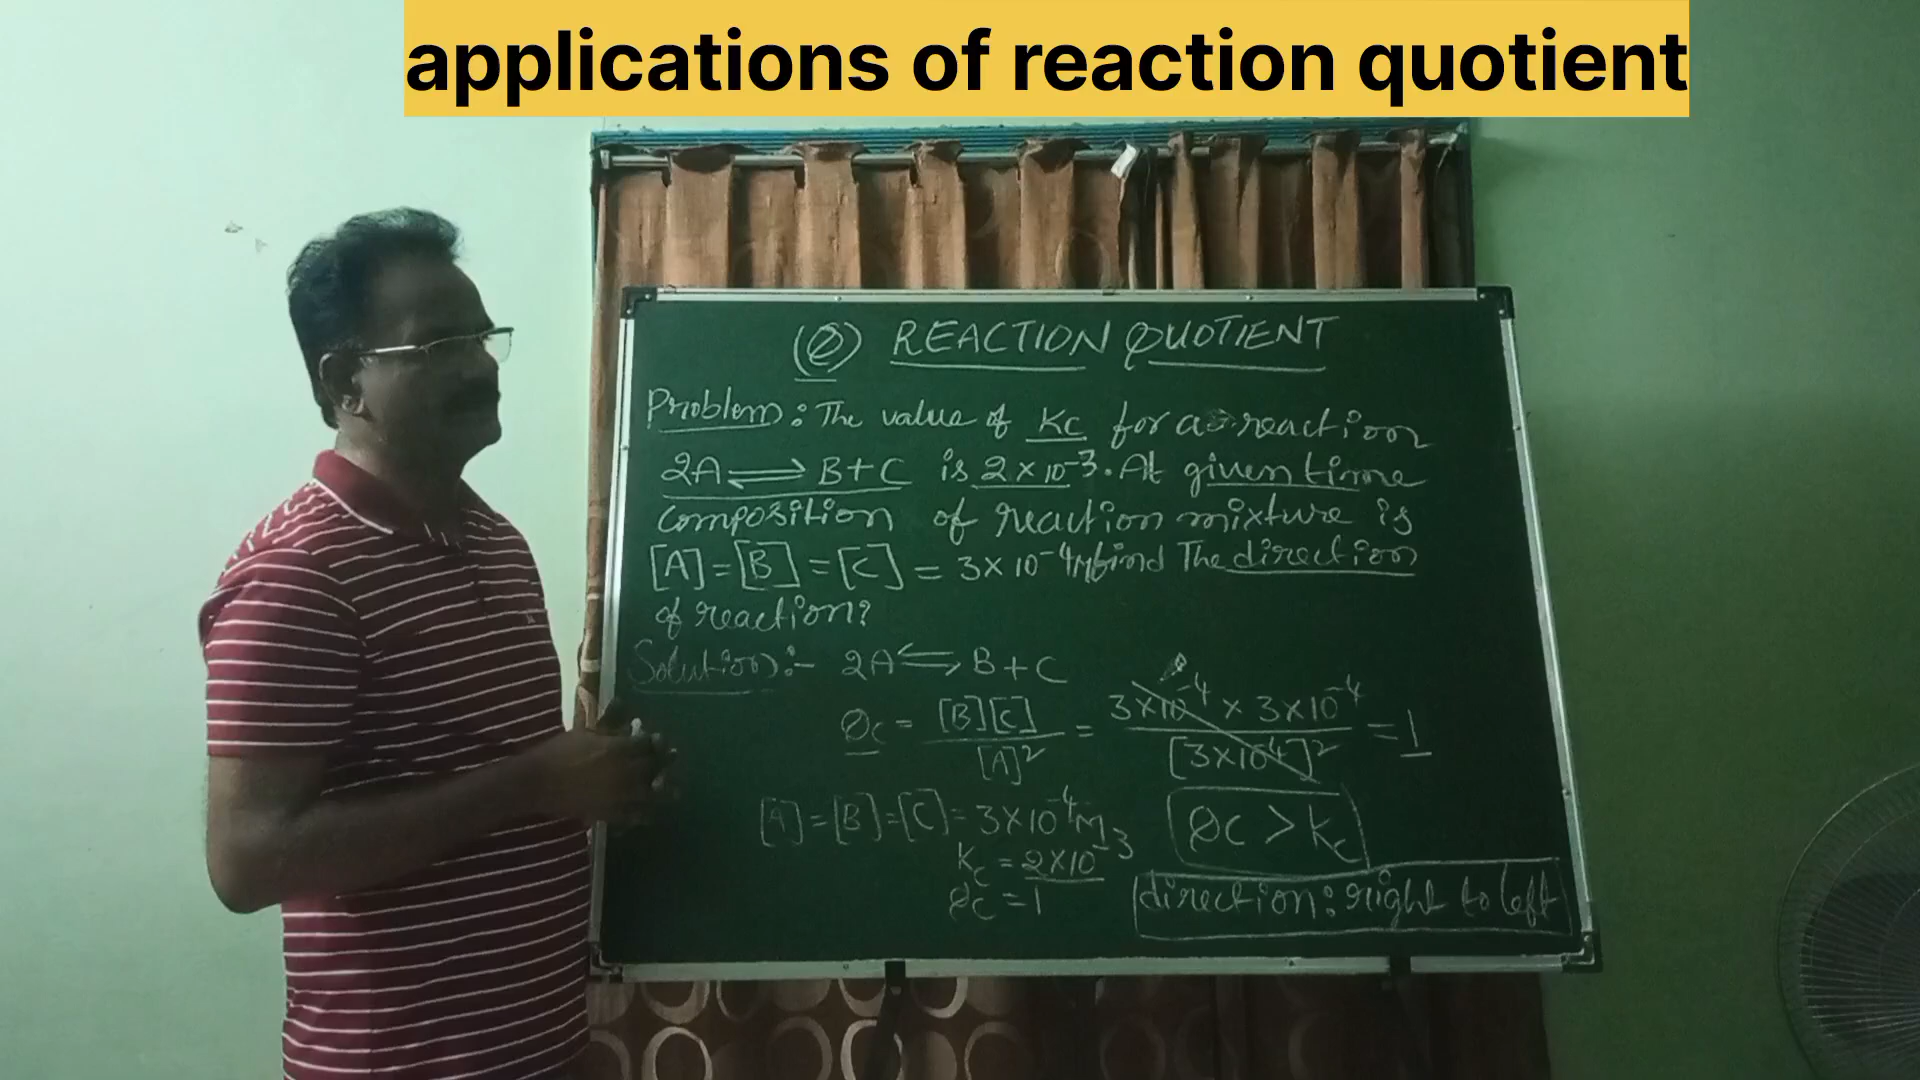 applications of reaction quotient
(Q) REACTION QUOTIENT
Problem: The value of Kc for a reaction
2A ⇌ B+C is 2×10⁻³. At given time
composition of reaction mixture is
[A]=[B]=[C] = 3×10⁻⁴M find The direction
of reaction?
Solution:- 2A ⇌ B+C
Qc = [B][C] / [A]² = 3×10⁻⁴ × 3×10⁻⁴ / [3×10⁻⁴]² = 1
[A]=[B]=[C]= 3×10⁻⁴M
Qc > Kc
Kc = 2×10⁻³
Qc = 1
direction: right to left